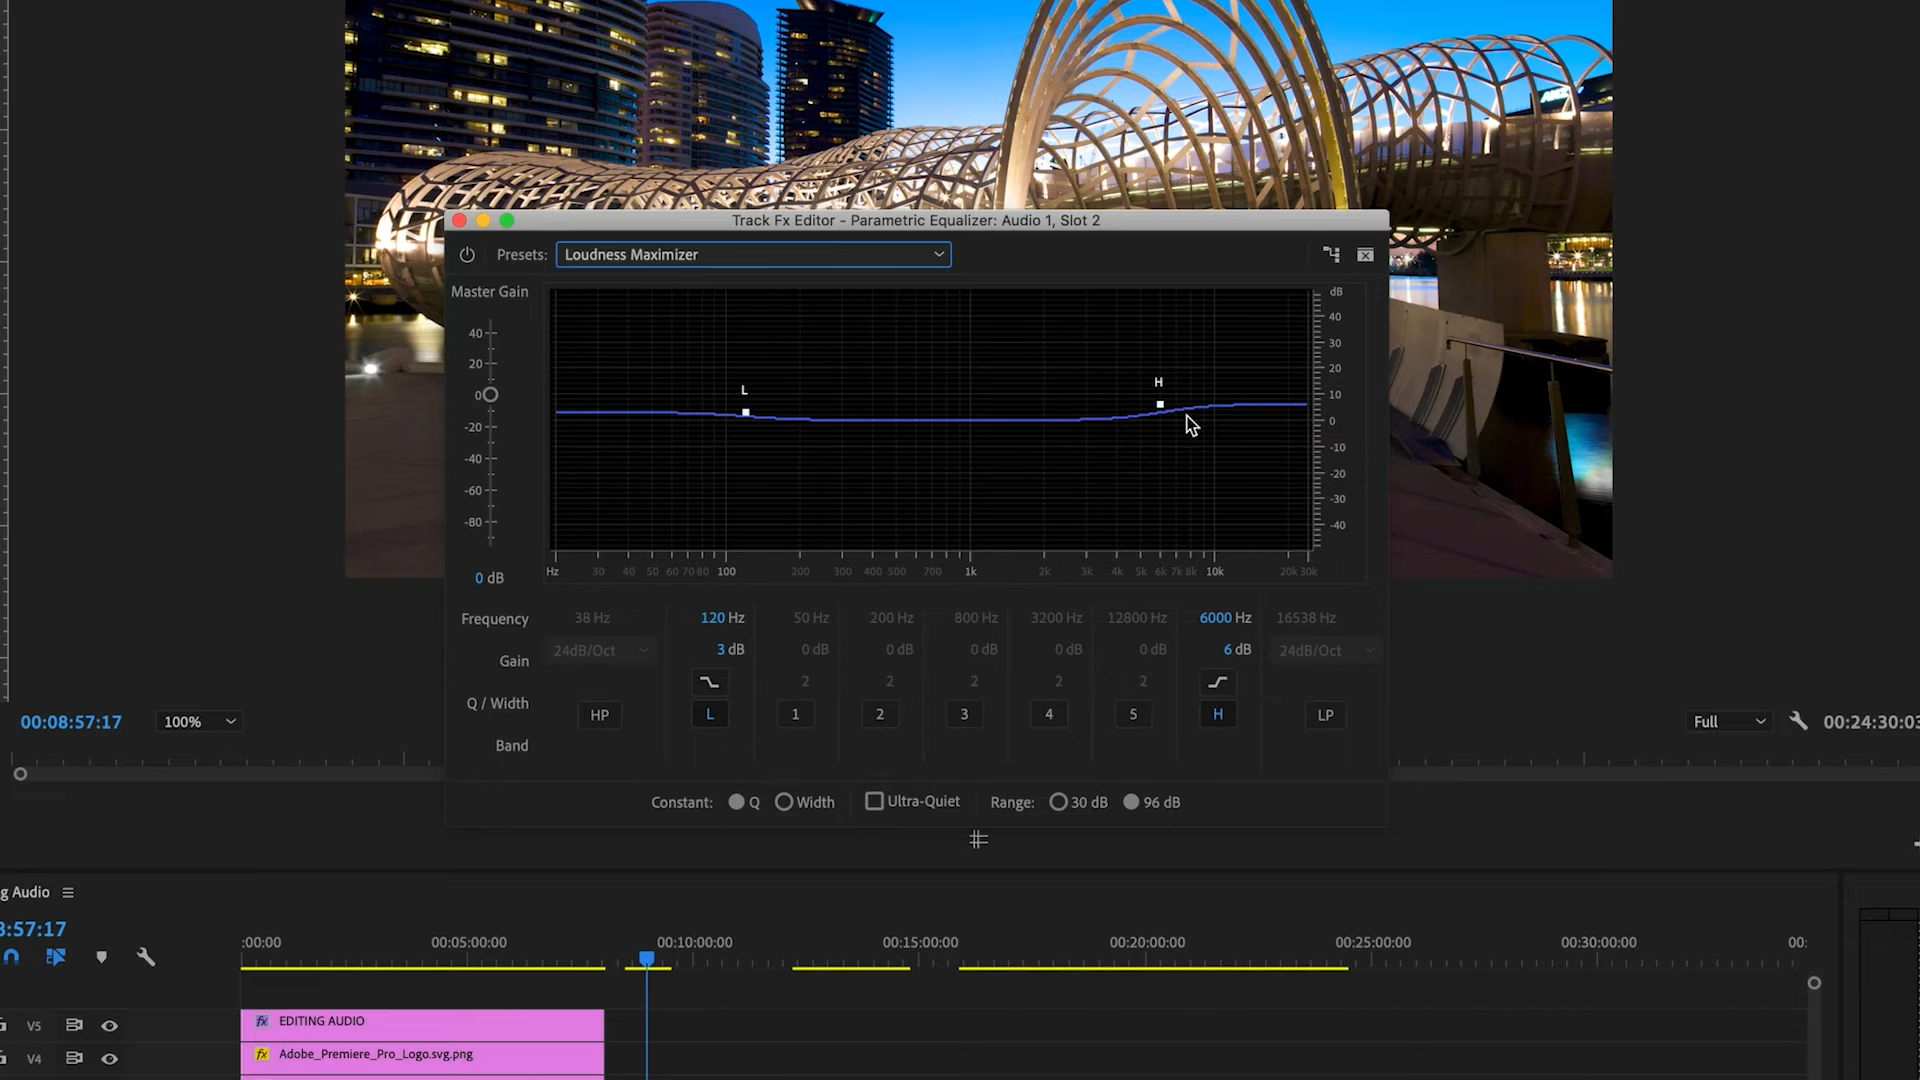 Track Fx Editor - Parametric Equalizer: Audio 1, Slot 2
Presets: Loudness Maximizer
Master Gain
dB
40
20
0
-20
-40
-60
-80
0 dB
L
H
40
30
20
10
0
-10
-20
-30
-40
Hz 30 40 50 60 70 80 100 200 300 400 500 700 1k 2k 3k 4k 5k 6k 7k 8k 10k 20k 30k
Frequency 38 Hz 120 Hz 50 Hz 200 Hz 800 Hz 3200 Hz 12800 Hz 6000 Hz 16538 Hz
Gain 24dB/Oct 3 dB 0 dB 0 dB 0 dB 0 dB 0 dB 6 dB 24dB/Oct
Q / Width 2 2 2 2 2
Band HP L 1 2 3 4 5 H LP
Constant: Q Width Ultra-Quiet Range: 30 dB 96 dB
00:08:57:17 100% Full 00:24:30:03
g Audio
8:57:17
:00:00 00:05:00:00 00:10:00:00 00:15:00:00 00:20:00:00 00:25:00:00 00:30:00:00 00:
V5 fx EDITING AUDIO
V4 fx Adobe_Premiere_Pro_Logo.svg.png